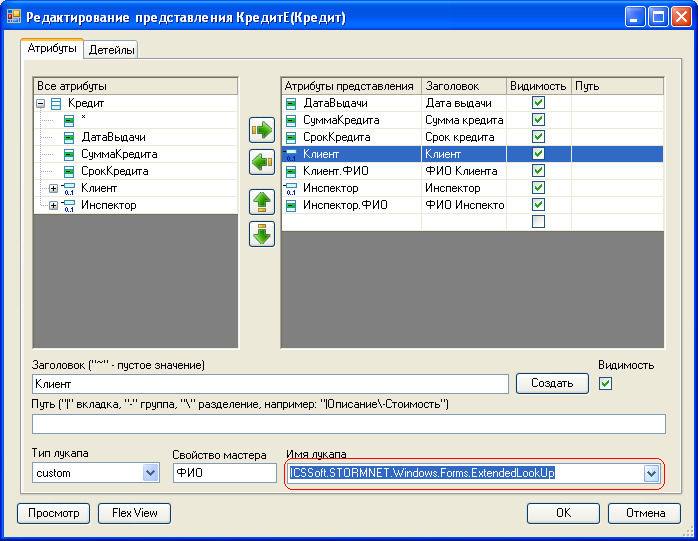 Редактирование представления КредитЕ(Кредит)
Атрибуты Детейлы
Все атрибуты
Кредит
*
ДатаВыдачи
СуммаКредита
СрокКредита
Клиент
Инспектор
Атрибуты представления Заголовок Видимость Путь
ДатаВыдачи Дата выдачи
СуммаКредита Сумма кредита
СрокКредита Срок кредита
Клиент Клиент
Клиент.ФИО ФИО Клиента
Инспектор Инспектор
Инспектор.ФИО ФИО Инспекто
Заголовок ("~" - пустое значение) Видимость
Клиент Создать
Путь ("|" вкладка, "-" группа, "\" разделение, например: "|Описание\-Стоимость")
Тип лукапа Свойство мастера Имя лукапа
custom ФИО ICSSoft.STORMNET.Windows.Forms.ExtendedLookUp
Просмотр Flex View OK Отмена